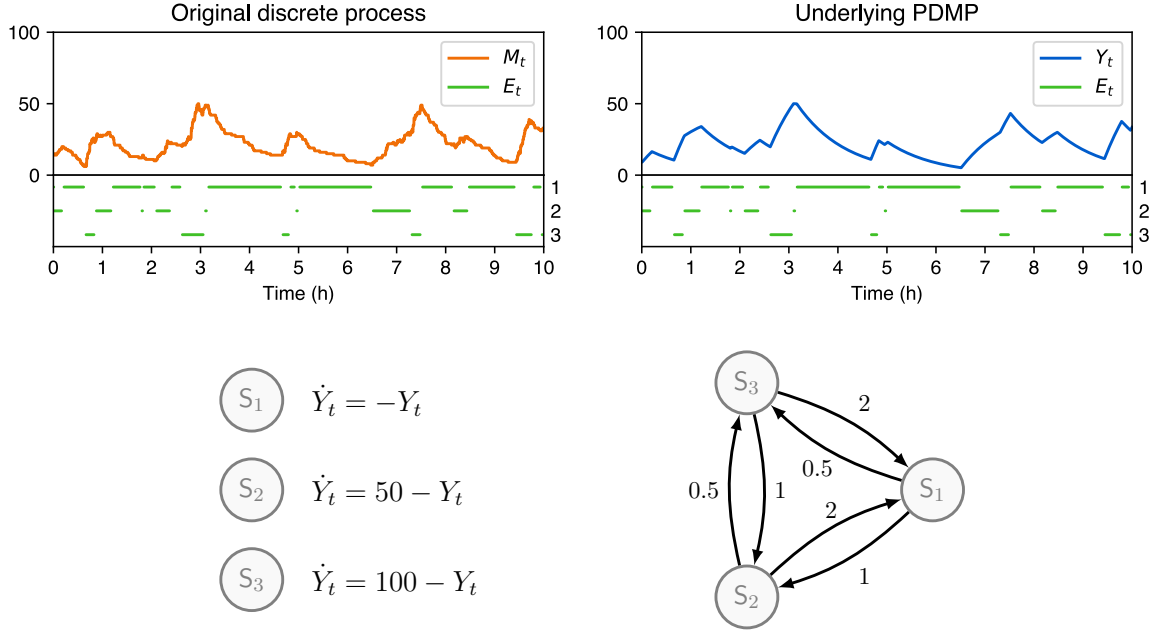 Original discrete process
100
50
0
M_t
E_t
1
2
3
0 1 2 3 4 5 6 7 8 9 10
Time (h)
Underlying PDMP
100
50
0
Y_t
E_t
1
2
3
0 1 2 3 4 5 6 7 8 9 10
Time (h)
S₁ Ẏ_t = −Y_t
S₂ Ẏ_t = 50 − Y_t
S₃ Ẏ_t = 100 − Y_t
S₃
2
0.5
0.5
1
S₁
2
1
S₂